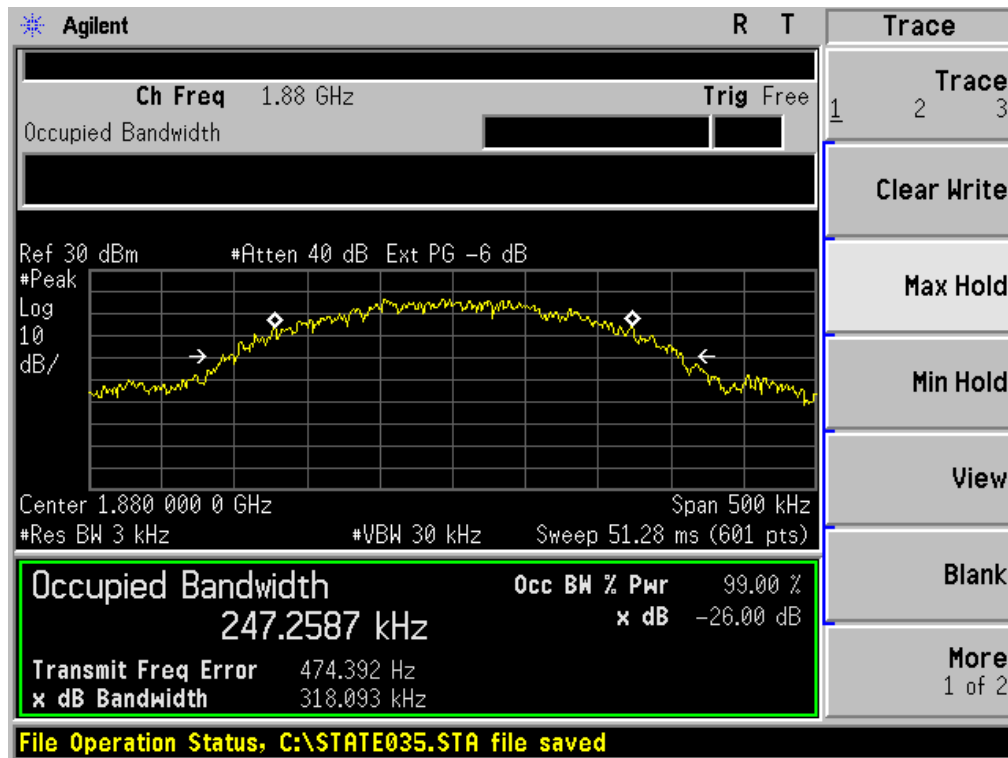 Agilent R T Trace
Ch Freq 1.88 GHz Trig Free
Occupied Bandwidth
Trace
1 2 3
Clear Write
Max Hold
Min Hold
View
Blank
More
1 of 2
Ref 30 dBm #Atten 40 dB Ext PG -6 dB
#Peak
Log
10
dB/
Center 1.880 000 0 GHz Span 500 kHz
#Res BW 3 kHz #VBW 30 kHz Sweep 51.28 ms (601 pts)
Occupied Bandwidth Occ BW % Pwr 99.00 %
247.2587 kHz x dB -26.00 dB
Transmit Freq Error 474.392 Hz
x dB Bandwidth 318.093 kHz
File Operation Status, C:\STATE035.STA file saved